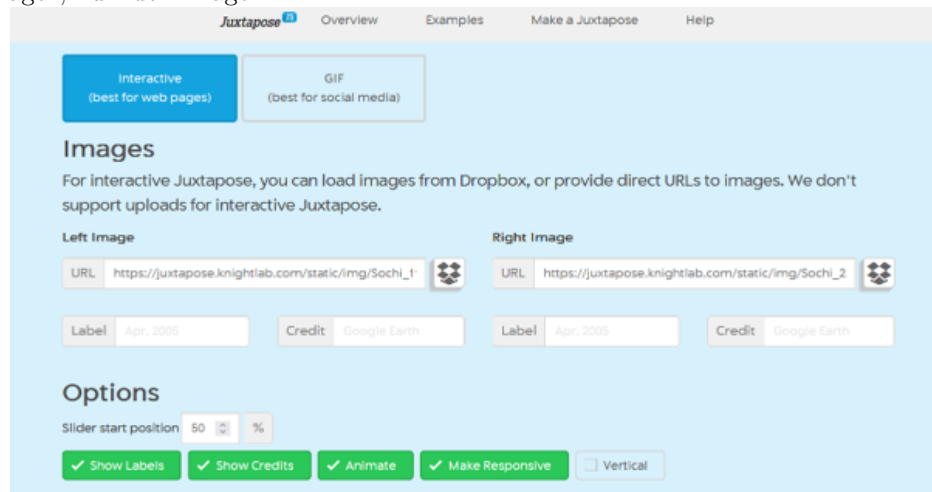 Juxtapose JS Overview Examples Make a Juxtapose Help
Interactive
(best for web pages)
GIF
(best for social media)
Images
For interactive Juxtapose, you can load images from Dropbox, or provide direct URLs to images. We don't
support uploads for interactive Juxtapose.
Left Image Right Image
URL https://juxtapose.knightlab.com/static/img/Sochi_1 URL https://juxtapose.knightlab.com/static/img/Sochi_2
Label Apr. 2005 Credit Google Earth Label Apr. 2005 Credit Google Earth
Options
Slider start position 50 %
Show Labels Show Credits Animate Make Responsive Vertical